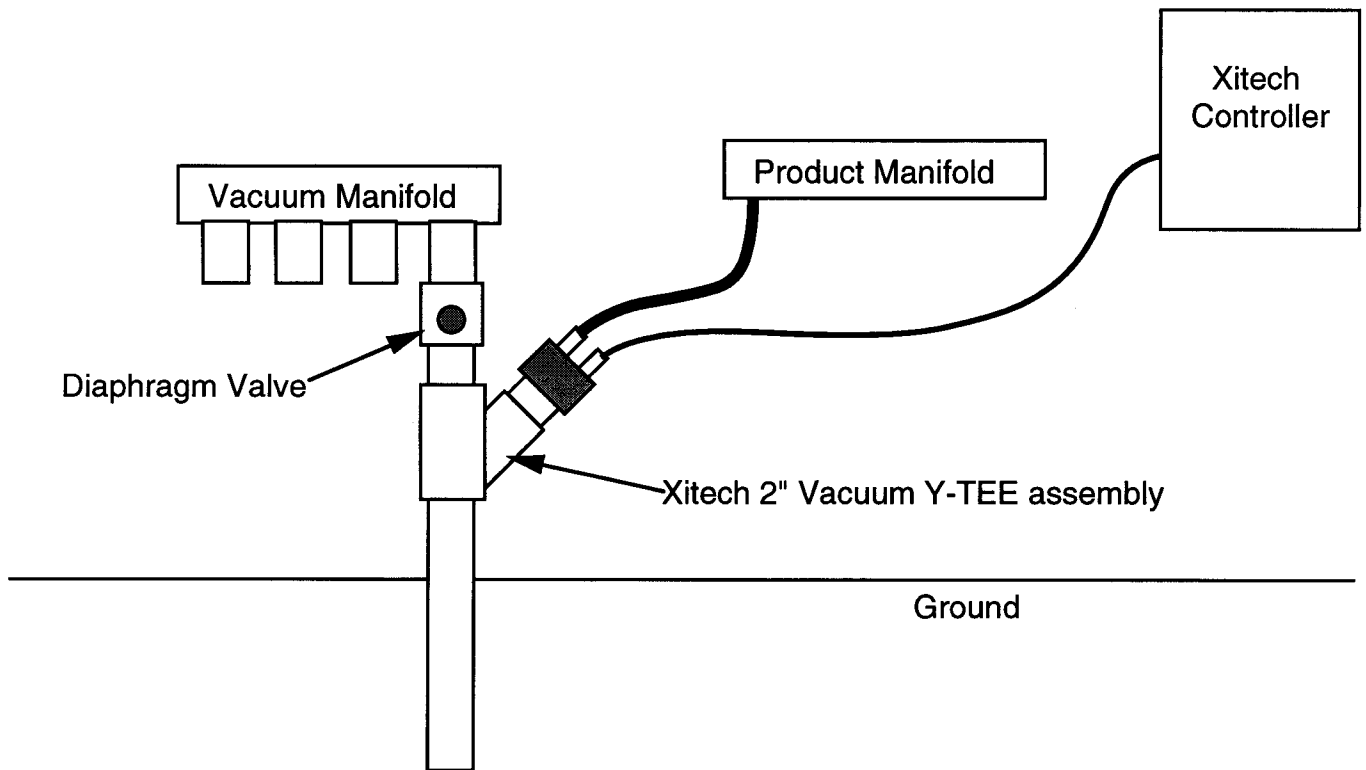 Xitech
Controller
Product Manifold
Vacuum Manifold
Diaphragm Valve
Xitech 2" Vacuum Y-TEE assembly
Ground